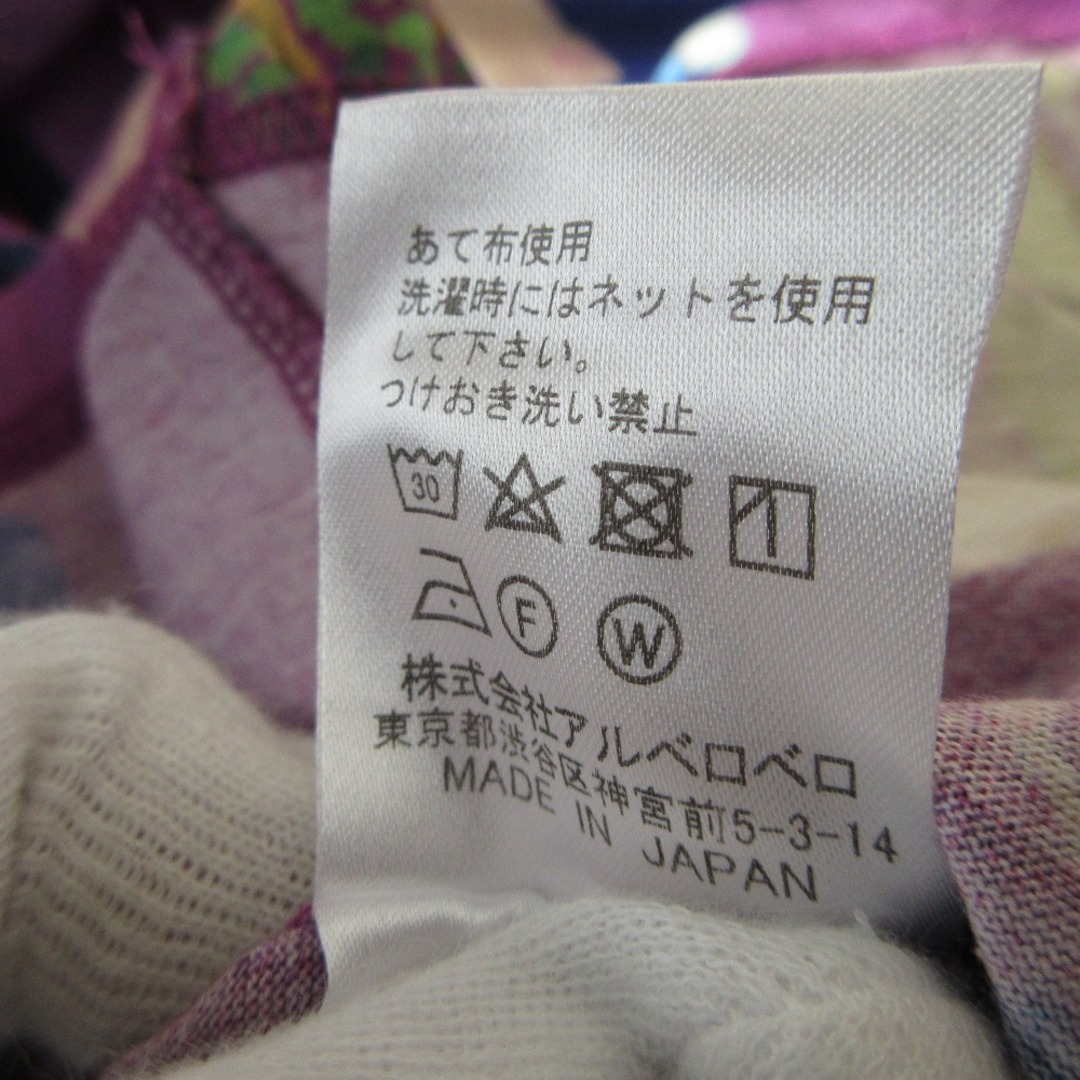 あて布使用
洗濯時にはネットを使用
して下さい。
つけおき洗い禁止
30
F W
株式会社アルベロベロ
東京都渋谷区神宮前5-3-14
MADE IN JAPAN